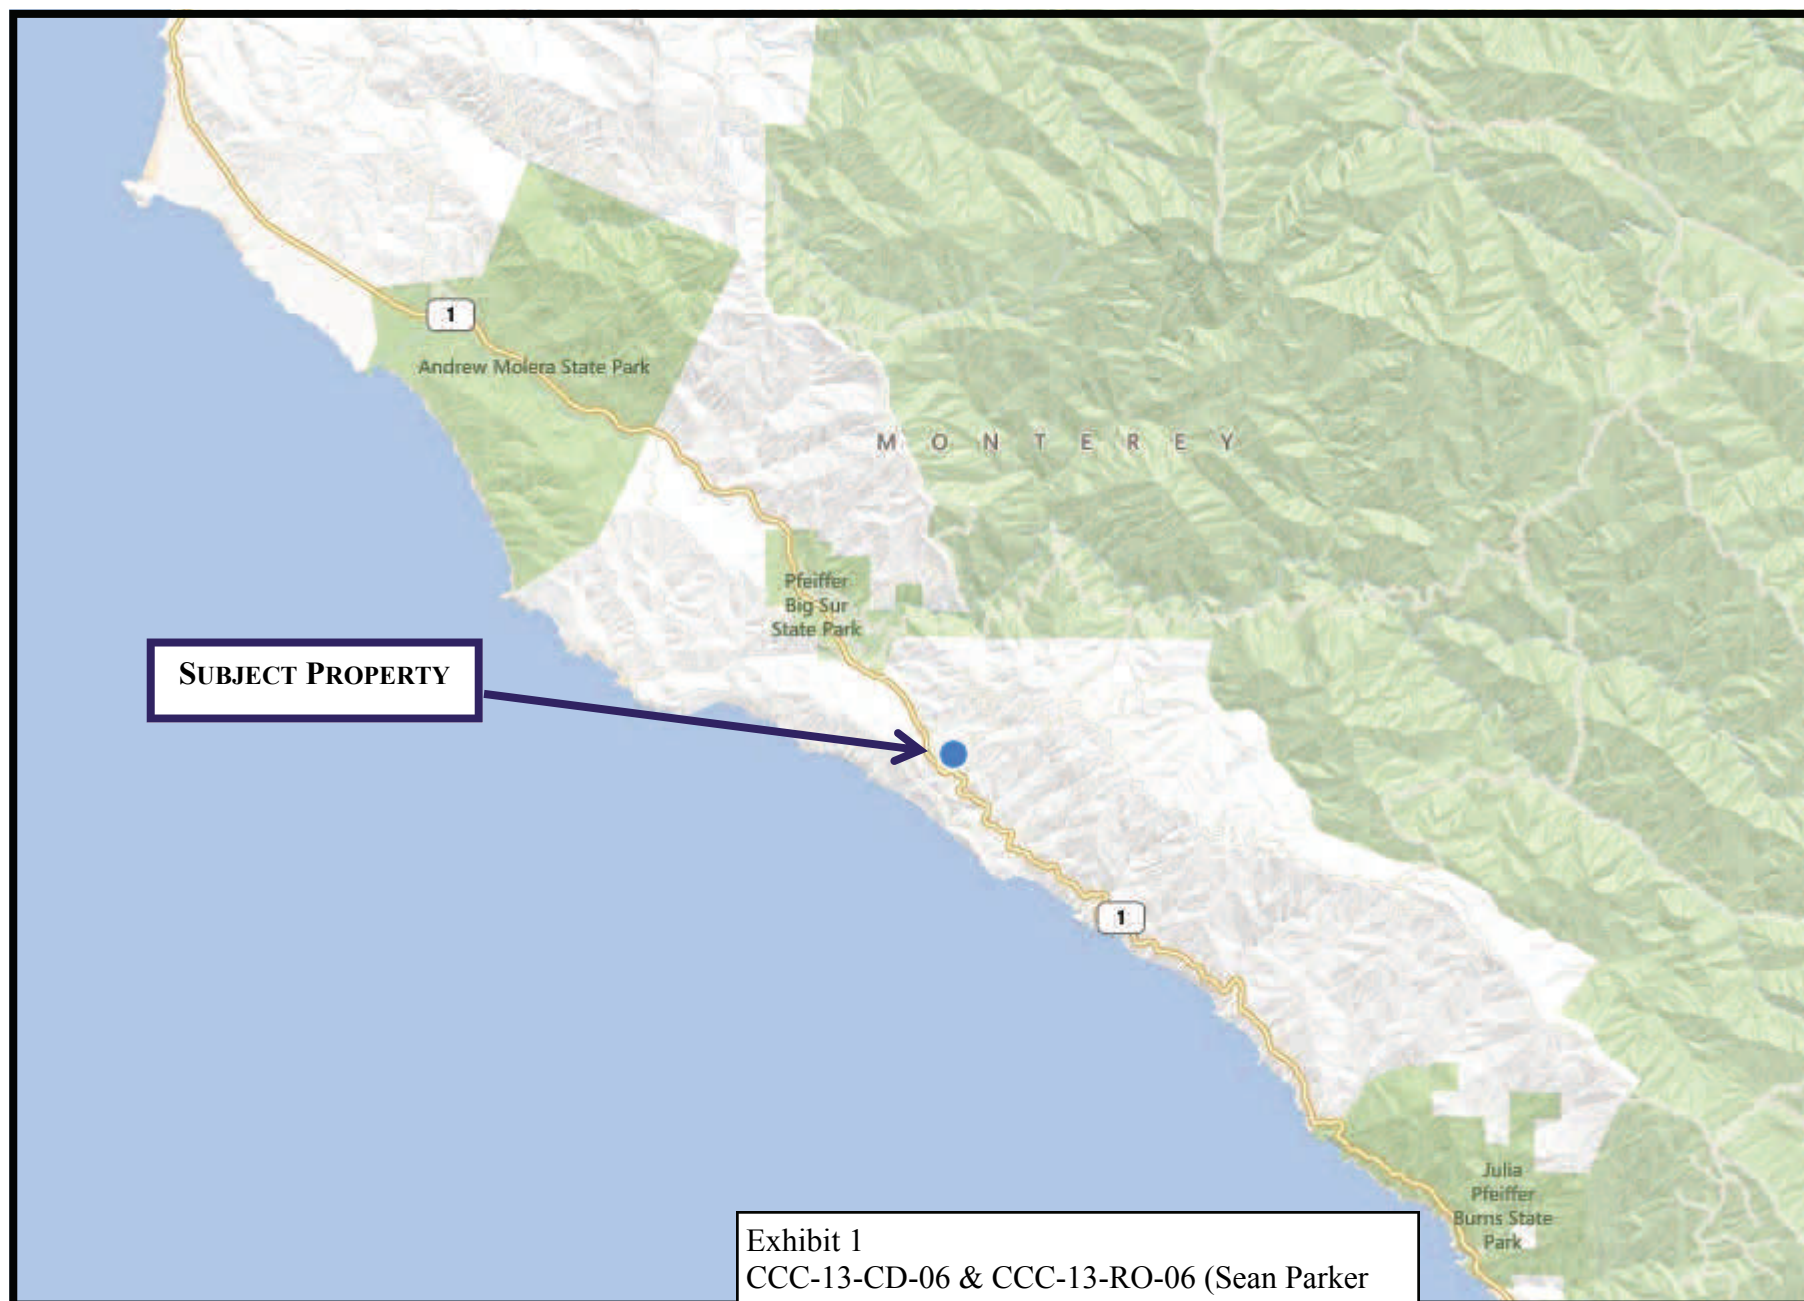 1
Andrew Molera State Park
MONTEREY
Pfeiffer
Big Sur
State Park
SUBJECT PROPERTY
1
Julia
Pfeiffer
Burns State
Park
Exhibit 1
CCC-13-CD-06 & CCC-13-RO-06 (Sean Parker